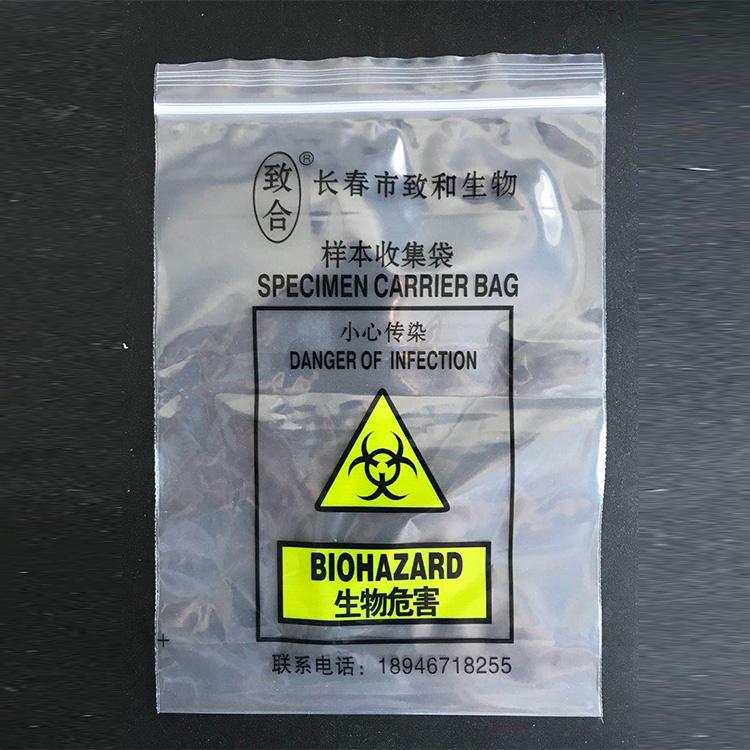 致合® 长春市致和生物
样本收集袋
SPECIMEN CARRIER BAG
小心传染
DANGER OF INFECTION
BIOHAZARD
生物危害
联系电话：18946718255